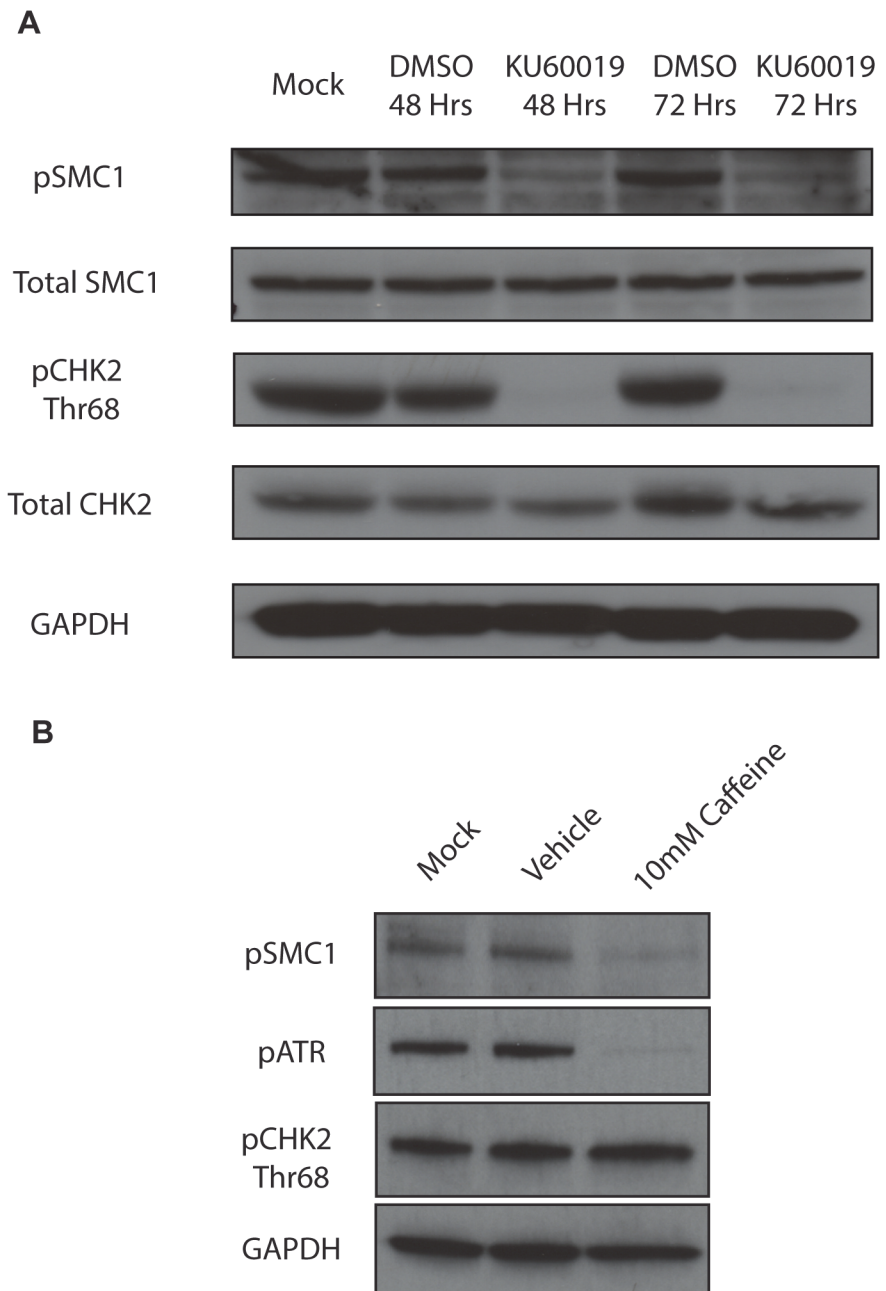 A
Mock
DMSO
48 Hrs
KU60019
48 Hrs
DMSO
72 Hrs
KU60019
72 Hrs
pSMC1
Total SMC1
pCHK2
Thr68
Total CHK2
GAPDH
B
Mock
Vehicle
10mM Caffeine
pSMC1
pATR
pCHK2
Thr68
GAPDH